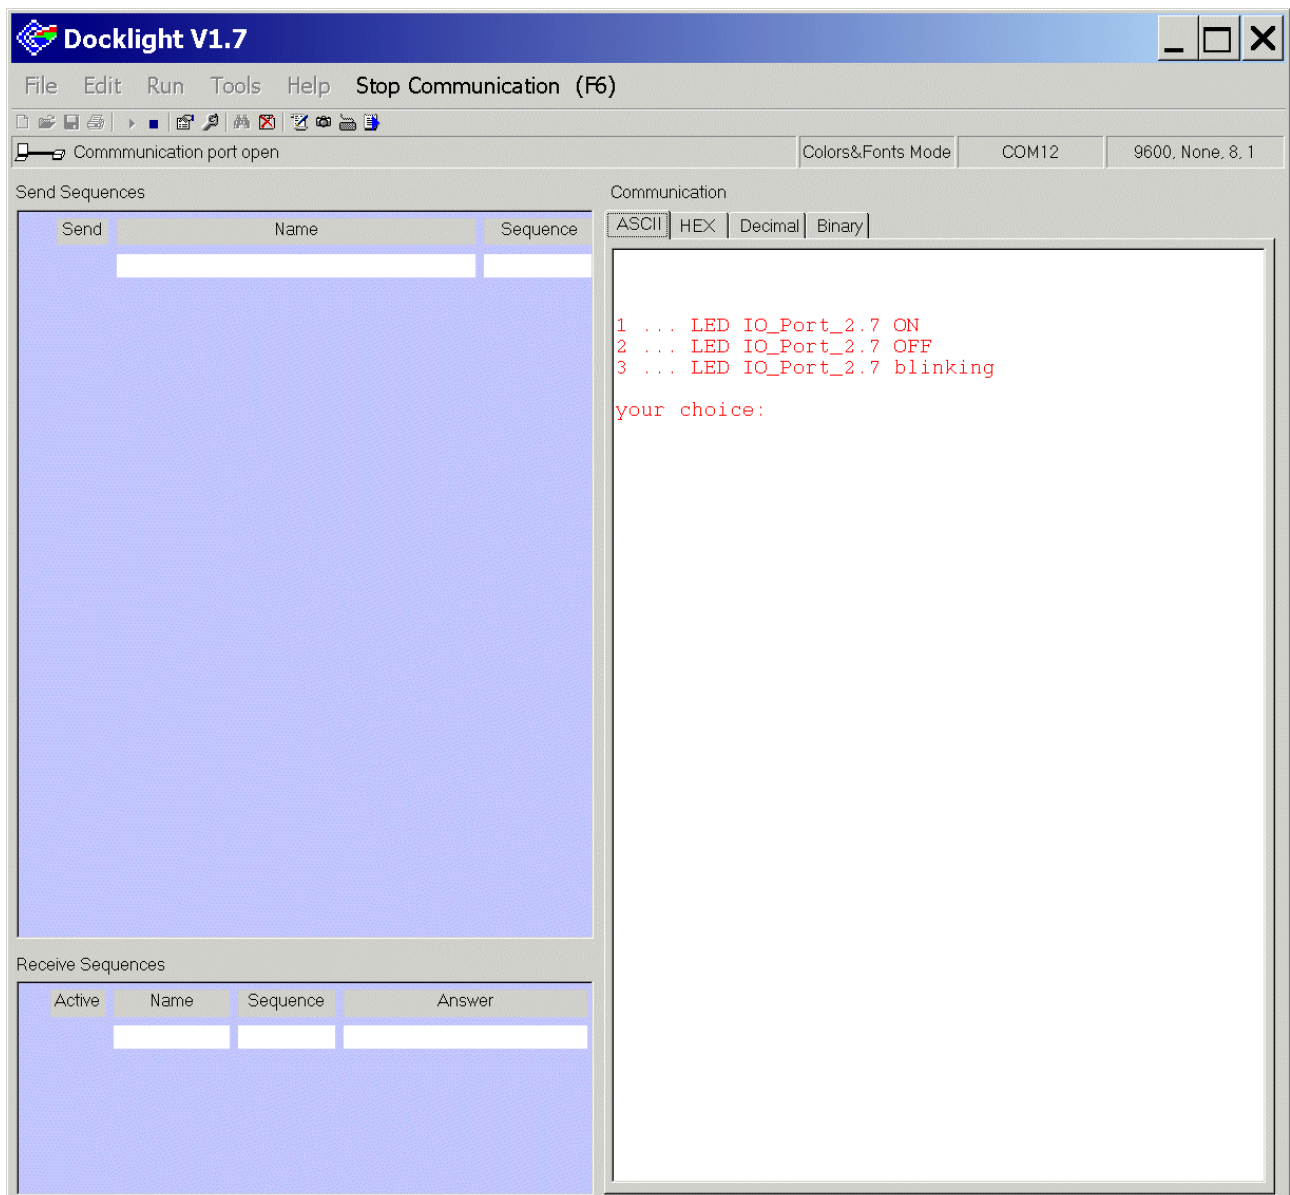 Docklight V1.7
File Edit Run Tools Help Stop Communication (F6)
Commmunication port open Colors&Fonts Mode COM12 9600, None, 8, 1
Send Sequences
Send Name Sequence
Communication
ASCII HEX Decimal Binary
1 ... LED IO_Port_2.7 ON
2 ... LED IO_Port_2.7 OFF
3 ... LED IO_Port_2.7 blinking
your choice:
Receive Sequences
Active Name Sequence Answer